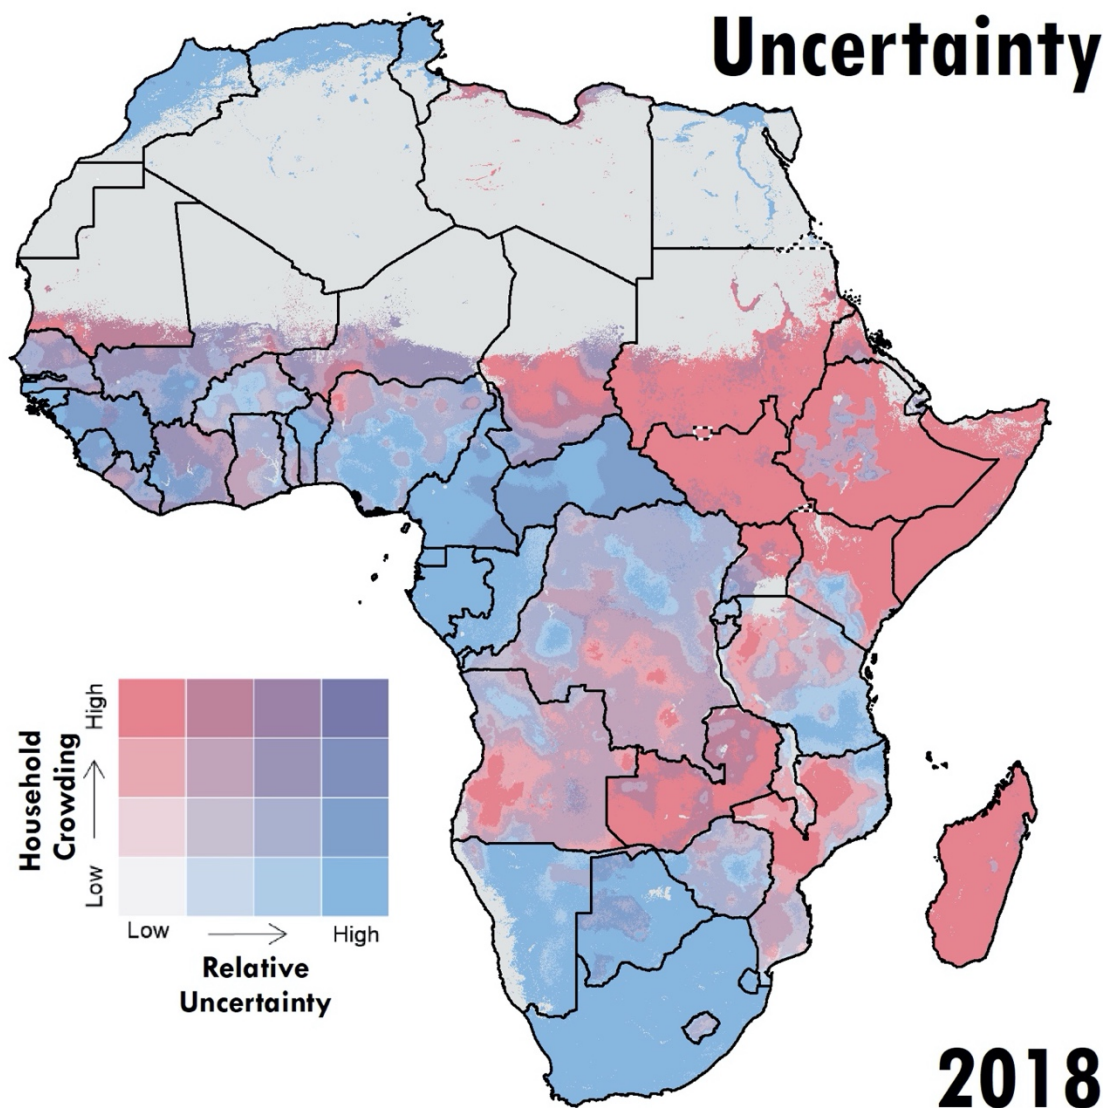 Uncertainty
Household
Crowding
High
Low
Low
High
Relative
Uncertainty
2018